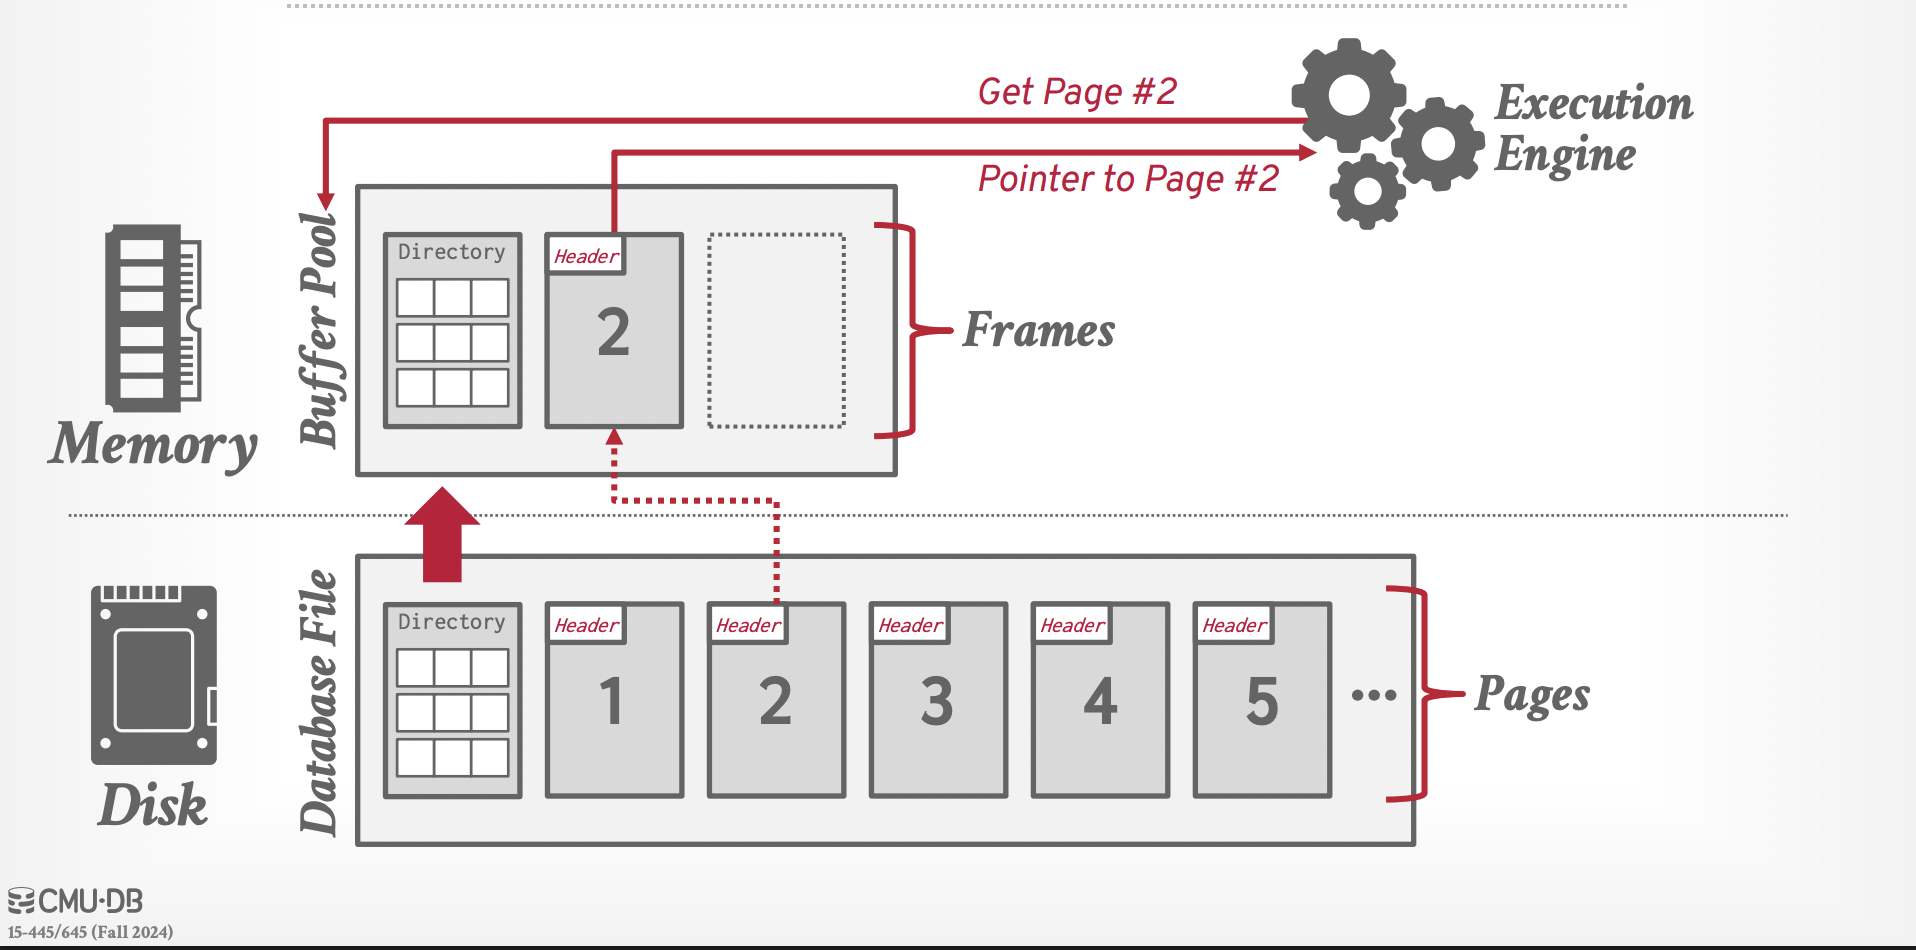 Get Page #2
Execution
Engine
Pointer to Page #2
Buffer Pool
Directory
Header
2
Frames
Memory
Database File
Directory
Header
1
Header
2
Header
3
Header
4
Header
5
...
Pages
Disk
CMU·DB
15-445/645 (Fall 2024)